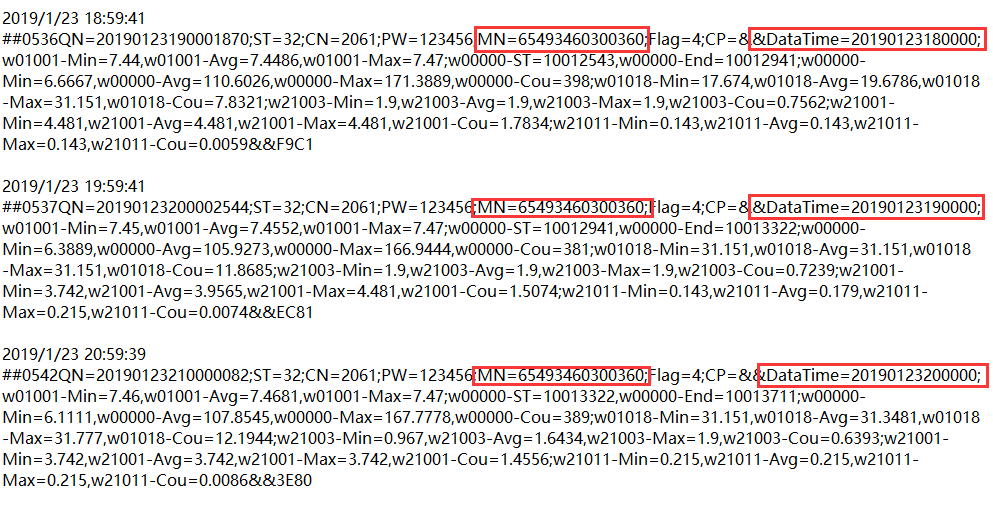 2019/1/23 18:59:41
##0536QN=20190123190001870;ST=32;CN=2061;PW=123456;MN=65493460300360;Flag=4;CP=&&DataTime=20190123180000;
w01001-Min=7.44,w01001-Avg=7.4486,w01001-Max=7.47;w00000-ST=10012543,w00000-End=10012941;w00000-
Min=6.6667,w00000-Avg=110.6026,w00000-Max=171.3889,w00000-Cou=398;w01018-Min=17.674,w01018-Avg=19.6786,w01018
-Max=31.151,w01018-Cou=7.8321;w21003-Min=1.9,w21003-Avg=1.9,w21003-Max=1.9,w21003-Cou=0.7562;w21001-
Min=4.481,w21001-Avg=4.481,w21001-Max=4.481,w21001-Cou=1.7834;w21011-Min=0.143,w21011-Avg=0.143,w21011-
Max=0.143,w21011-Cou=0.0059&&F9C1
2019/1/23 19:59:41
##0537QN=20190123200002544;ST=32;CN=2061;PW=123456;MN=65493460300360;Flag=4;CP=&&DataTime=20190123190000;
w01001-Min=7.45,w01001-Avg=7.4552,w01001-Max=7.47;w00000-ST=10012941,w00000-End=10013322;w00000-
Min=6.3889,w00000-Avg=105.9273,w00000-Max=166.9444,w00000-Cou=381;w01018-Min=31.151,w01018-Avg=31.151,w01018
-Max=31.151,w01018-Cou=11.8685;w21003-Min=1.9,w21003-Avg=1.9,w21003-Max=1.9,w21003-Cou=0.7239;w21001-
Min=3.742,w21001-Avg=3.9565,w21001-Max=4.481,w21001-Cou=1.5074;w21011-Min=0.143,w21011-Avg=0.179,w21011-
Max=0.215,w21011-Cou=0.0074&&EC81
2019/1/23 20:59:39
##0542QN=20190123210000082;ST=32;CN=2061;PW=123456;MN=65493460300360;Flag=4;CP=&&DataTime=20190123200000;
w01001-Min=7.46,w01001-Avg=7.4681,w01001-Max=7.47;w00000-ST=10013322,w00000-End=10013711;w00000-
Min=6.1111,w00000-Avg=107.8545,w00000-Max=167.7778,w00000-Cou=389;w01018-Min=31.151,w01018-Avg=31.3481,w01018
-Max=31.777,w01018-Cou=12.1944;w21003-Min=0.967,w21003-Avg=1.6434,w21003-Max=1.9,w21003-Cou=0.6393;w21001-
Min=3.742,w21001-Avg=3.742,w21001-Max=3.742,w21001-Cou=1.4556;w21011-Min=0.215,w21011-Avg=0.215,w21011-
Max=0.215,w21011-Cou=0.0086&&3E80